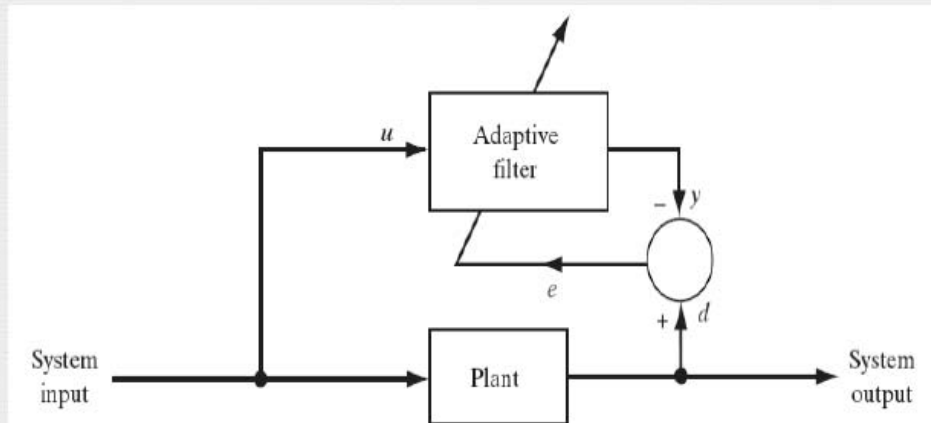 u
Adaptive
filter
– y
e
+ d
System
input
Plant
System
output